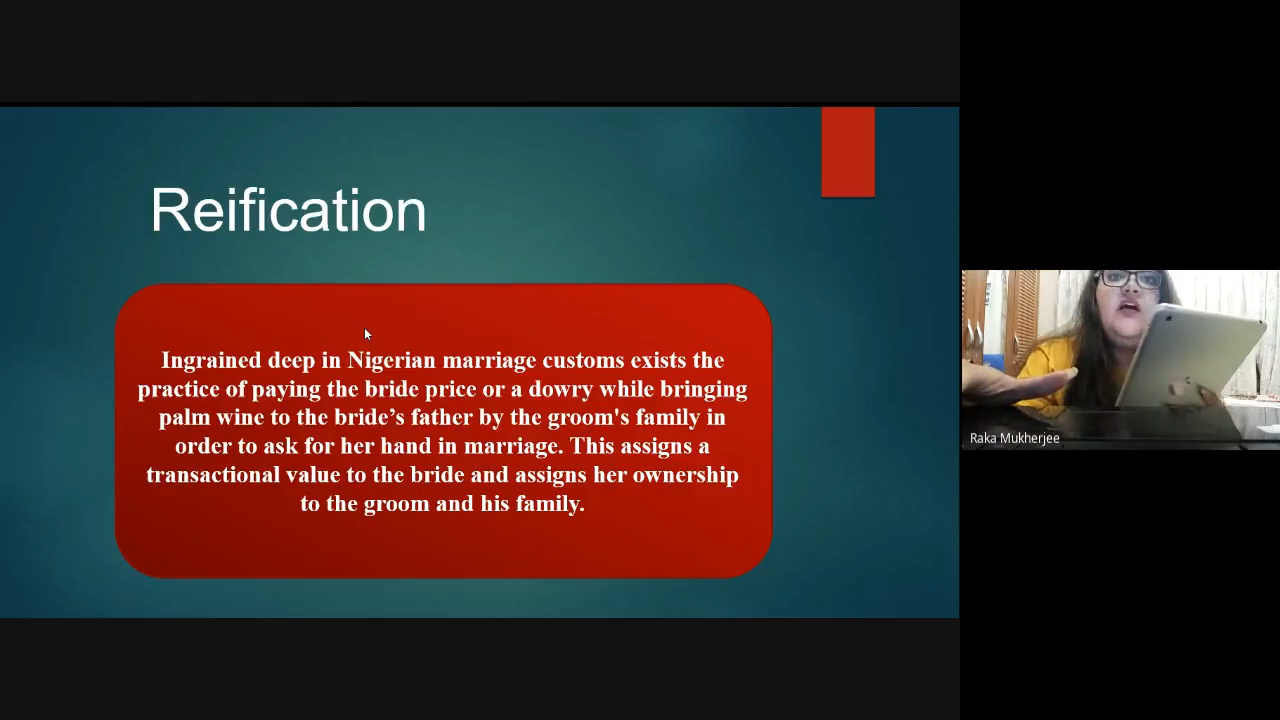 Reification
Ingrained deep in Nigerian marriage customs exists the
practice of paying the bride price or a dowry while bringing
palm wine to the bride’s father by the groom's family in
order to ask for her hand in marriage. This assigns a
transactional value to the bride and assigns her ownership
to the groom and his family.
Raka Mukherjee